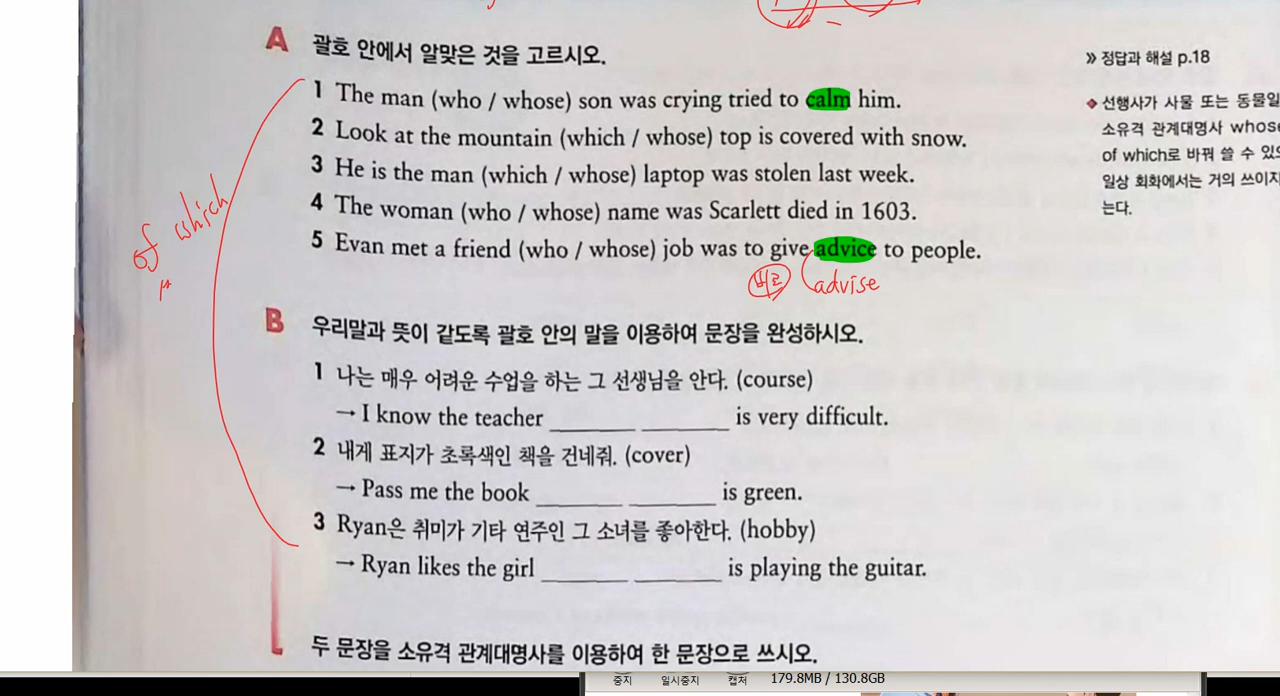 A 괄호 안에서 알맞은 것을 고르시오.
» 정답과 해설 p.18
1 The man (who / whose) son was crying tried to calm him.
2 Look at the mountain (which / whose) top is covered with snow.
3 He is the man (which / whose) laptop was stolen last week.
4 The woman (who / whose) name was Scarlett died in 1603.
5 Evan met a friend (who / whose) job was to give advice to people.
❖ 선행사가 사물 또는 동물일
소유격 관계대명사 whose
of which로 바꿔 쓸 수 있
일상 회화에서는 거의 쓰이지
는다.
of which
advise
B 우리말과 뜻이 같도록 괄호 안의 말을 이용하여 문장을 완성하시오.
1 나는 매우 어려운 수업을 하는 그 선생님을 안다. (course)
→ I know the teacher ________ ________ is very difficult.
2 내게 표지가 초록색인 책을 건네줘. (cover)
→ Pass me the book ________ ________ is green.
3 Ryan은 취미가 기타 연주인 그 소녀를 좋아한다. (hobby)
→ Ryan likes the girl ________ ________ is playing the guitar.
두 문장을 소유격 관계대명사를 이용하여 한 문장으로 쓰시오.
중지 일시중지 캡처 179.8MB / 130.8GB